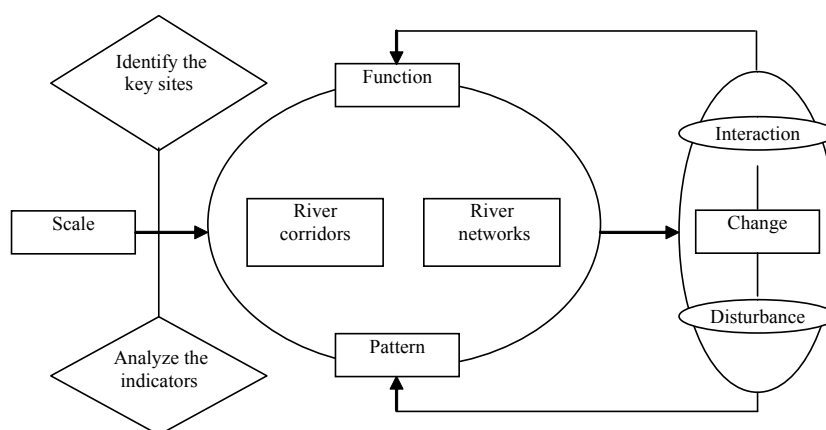 Identify the
key sites
Function
Interaction
Scale
River
corridors
River
networks
Change
Disturbance
Analyze the
indicators
Pattern